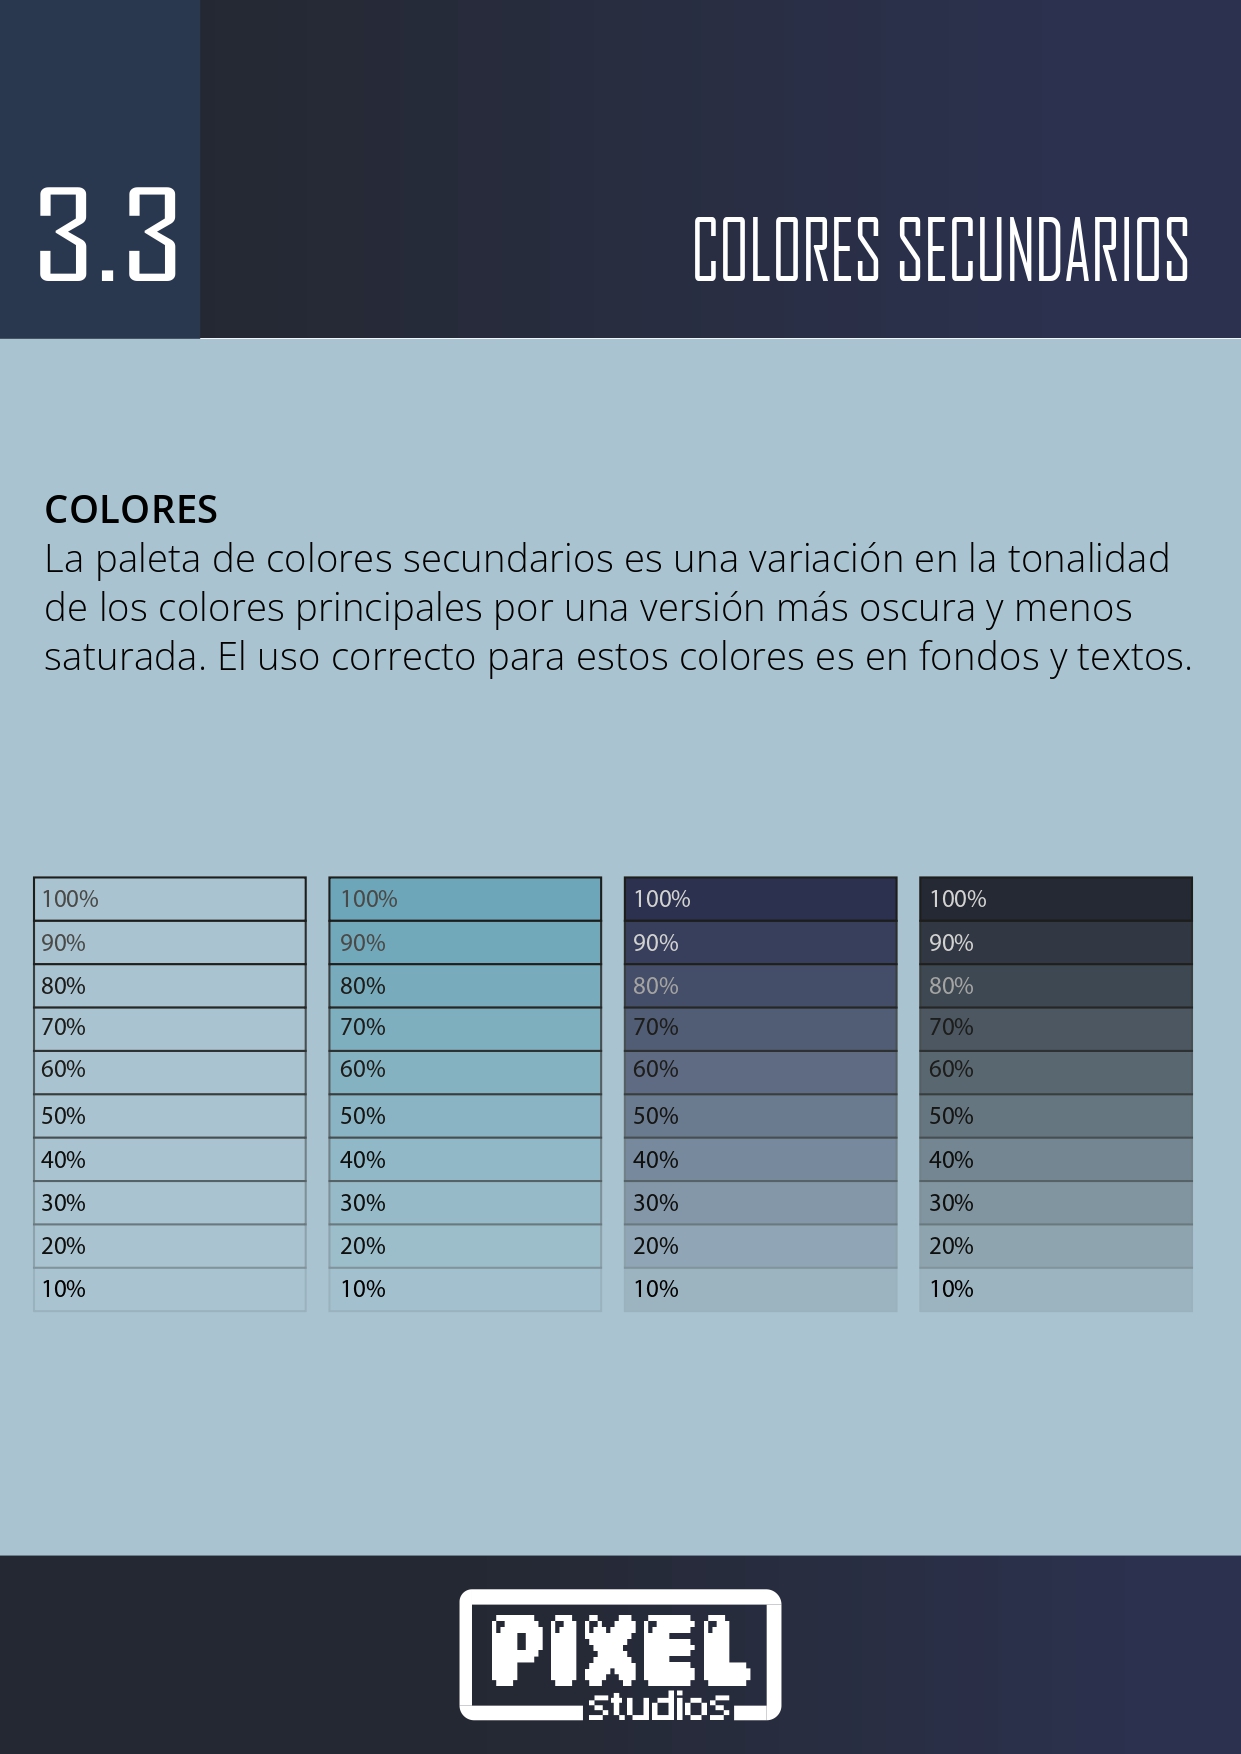 3.3
COLORES SECUNDARIOS
COLORES
La paleta de colores secundarios es una variación en la tonalidad
de los colores principales por una versión más oscura y menos
saturada. El uso correcto para estos colores es en fondos y textos.
100% 100% 100% 100%
90% 90% 90% 90%
80% 80% 80% 80%
70% 70% 70% 70%
60% 60% 60% 60%
50% 50% 50% 50%
40% 40% 40% 40%
30% 30% 30% 30%
20% 20% 20% 20%
10% 10% 10% 10%
PIXEL
studios